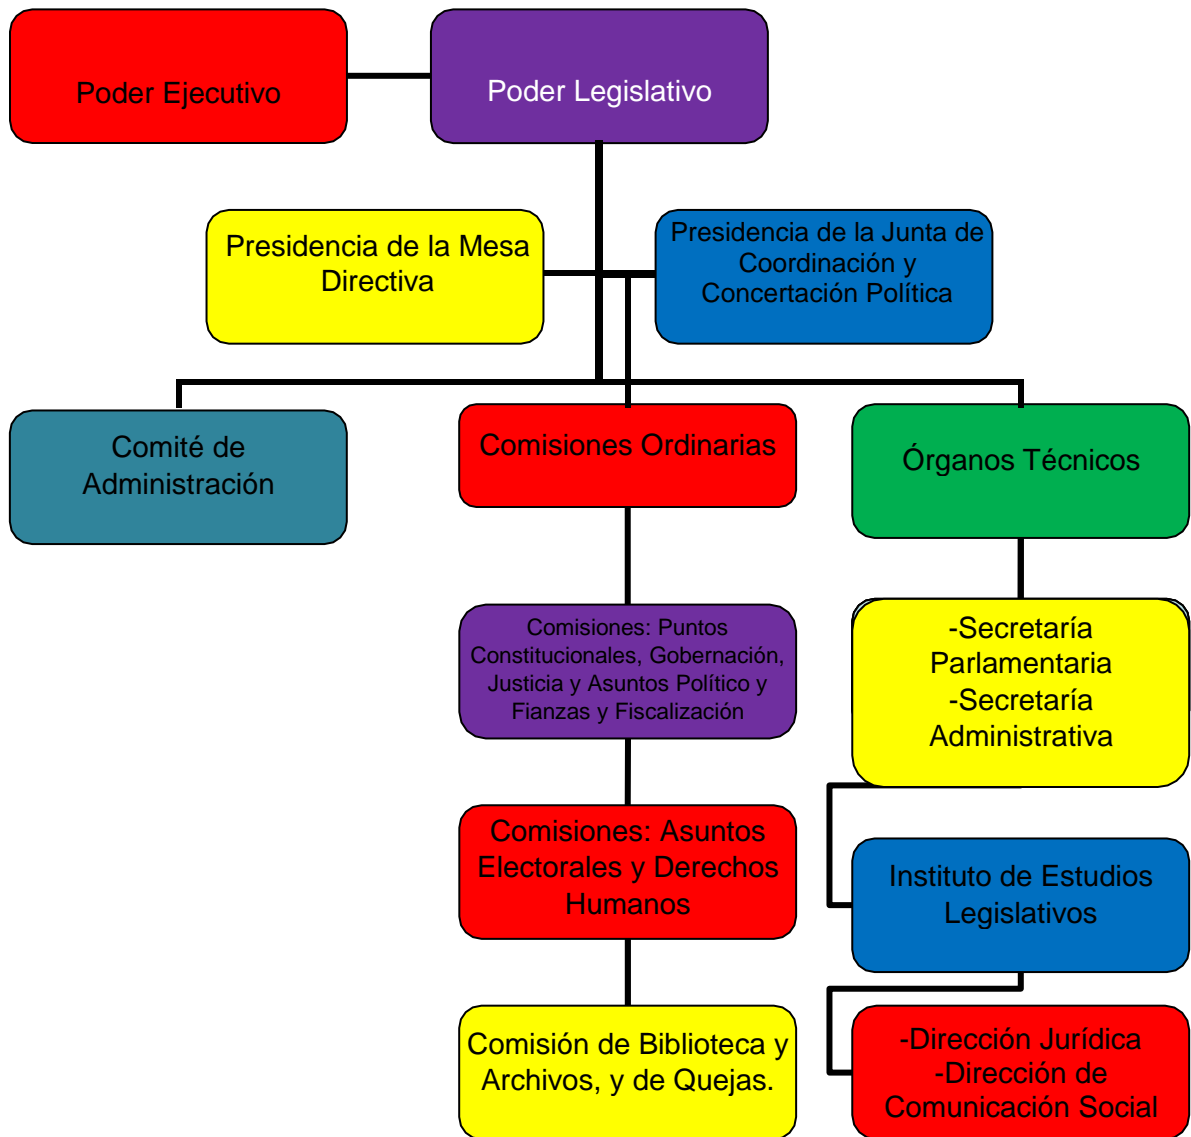 Poder Ejecutivo
Poder Legislativo
Presidencia de la Mesa
Directiva
Presidencia de la Junta de
Coordinación y
Concertación Política
Comité de
Administración
Comisiones Ordinarias
Órganos Técnicos
Comisiones: Puntos
Constitucionales, Gobernación,
Justicia y Asuntos Político y
Fianzas y Fiscalización
-Secretaría
Parlamentaria
-Secretaría
Administrativa
Comisiones: Asuntos
Electorales y Derechos
Humanos
Instituto de Estudios
Legislativos
Comisión de Biblioteca y
Archivos, y de Quejas.
-Dirección Jurídica
-Dirección de
Comunicación Social